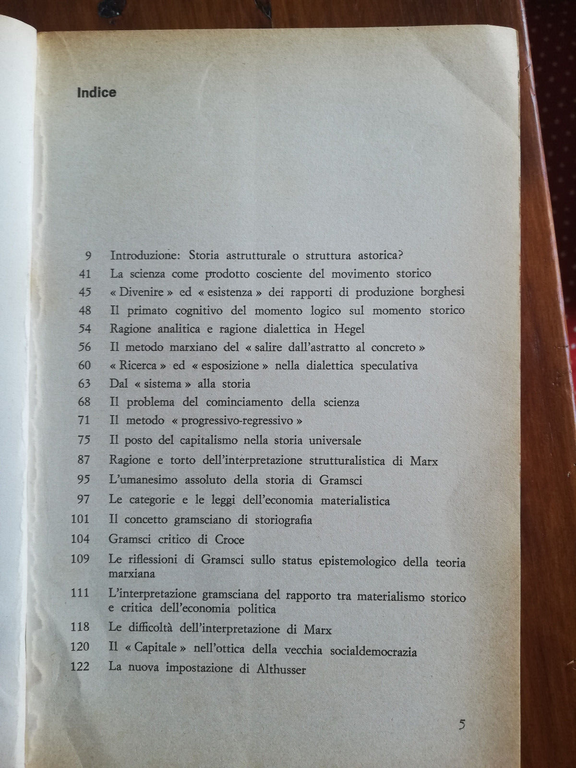 Indice
9 Introduzione: Storia astrutturale o struttura astorica?
41 La scienza come prodotto cosciente del movimento storico
45 « Divenire » ed « esistenza » dei rapporti di produzione borghesi
48 Il primato cognitivo del momento logico sul momento storico
54 Ragione analitica e ragione dialettica in Hegel
56 Il metodo marxiano del « salire dall'astratto al concreto »
60 « Ricerca » ed « esposizione » nella dialettica speculativa
63 Dal « sistema » alla storia
68 Il problema del cominciamento della scienza
71 Il metodo « progressivo-regressivo »
75 Il posto del capitalismo nella storia universale
87 Ragione e torto dell'interpretazione strutturalistica di Marx
95 L'umanesimo assoluto della storia di Gramsci
97 Le categorie e le leggi dell'economia materialistica
101 Il concetto gramsciano di storiografia
104 Gramsci critico di Croce
109 Le riflessioni di Gramsci sullo status epistemologico della teoria
marxiana
111 L'interpretazione gramsciana del rapporto tra materialismo storico
e critica dell'economia politica
118 Le difficoltà dell'interpretazione di Marx
120 Il « Capitale » nell'ottica della vecchia socialdemocrazia
122 La nuova impostazione di Althusser
5